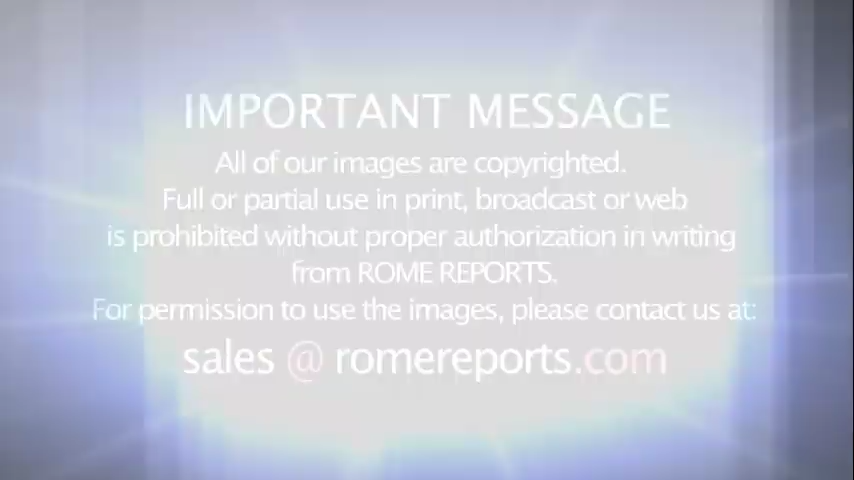 IMPORTANT MESSAGE
All of our images are copyrighted.
Full or partial use in print, broadcast or web
is prohibited without proper authorization in writing
from ROME REPORTS.
For permission to use the images, please contact us at:
sales @ romereports.com